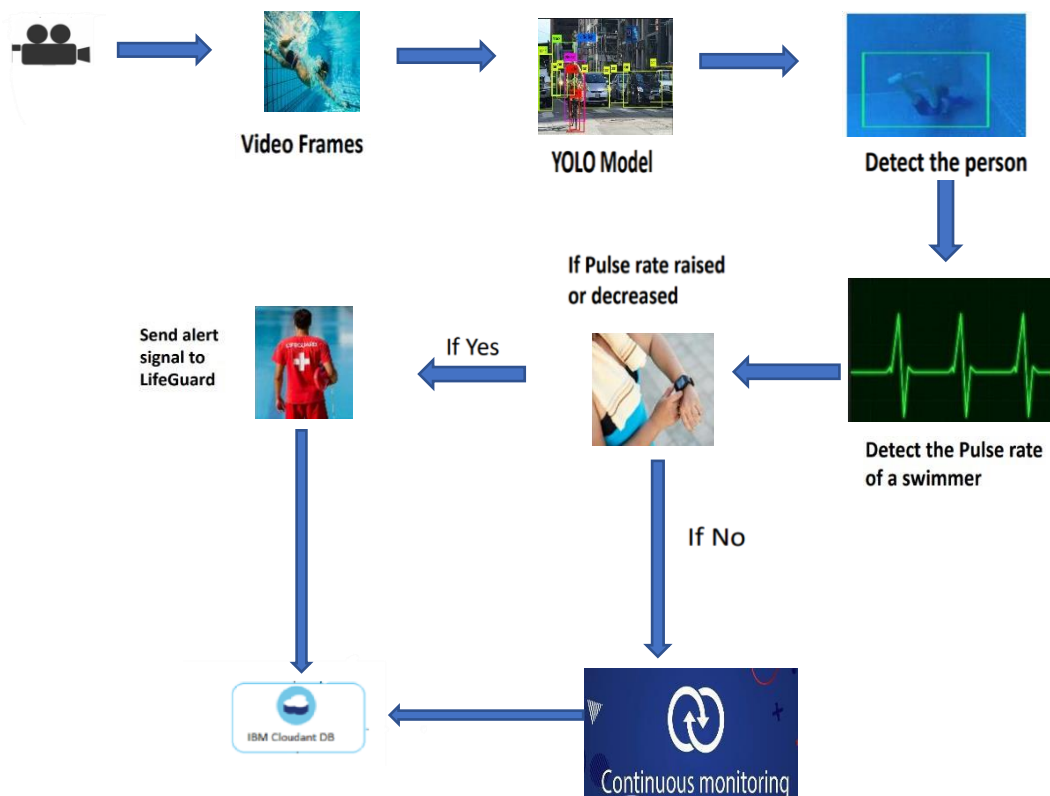 Video Frames
YOLO Model
Detect the person
If Pulse rate raised
or decreased
Send alert
signal to
LifeGuard
If Yes
LIFEGUARD
Detect the Pulse rate
of a swimmer
If No
IBM Cloudant DB
Continuous monitoring